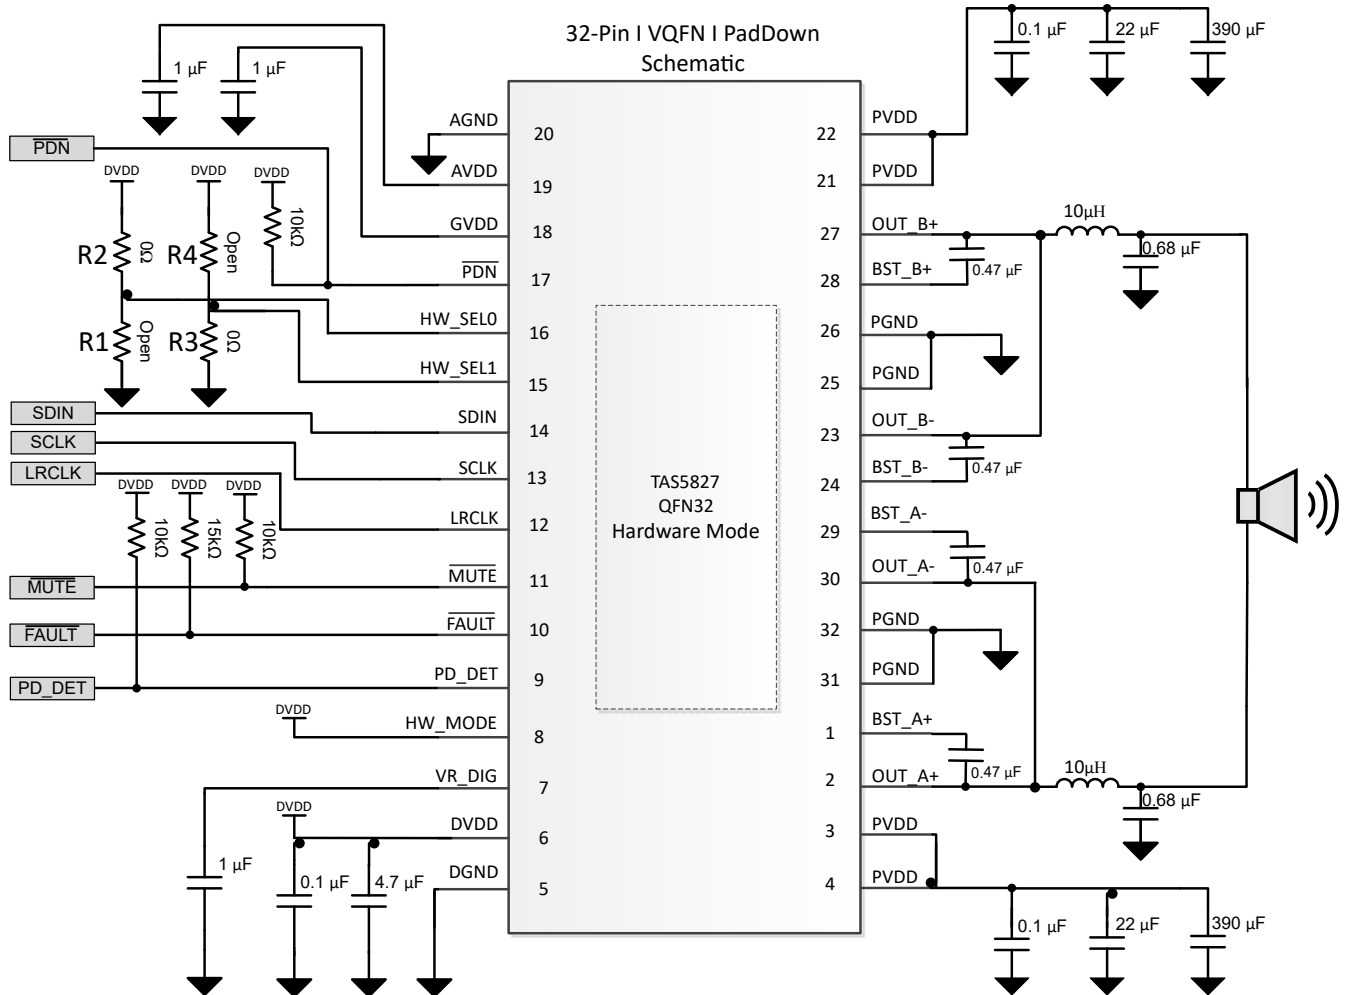 32-Pin I VQFN I PadDown
Schematic
0.1 µF
22 µF
390 µF
1 µF
1 µF
AGND
20
22
PVDD
PDN
DVDD
DVDD
DVDD
AVDD
19
21
PVDD
10kΩ
GVDD
18
27
OUT_B+
10µH
R2
0Ω
R4
Open
0.47 µF
0.68 µF
PDN
17
28
BST_B+
HW_SEL0
16
26
PGND
R1
Open
R3
0Ω
HW_SEL1
15
25
PGND
SDIN
SDIN
14
23
OUT_B-
SCLK
SCLK
13
24
BST_B-
0.47 µF
LRCLK
DVDD
DVDD
DVDD
TAS5827
QFN32
Hardware Mode
LRCLK
12
29
BST_A-
10kΩ
15kΩ
10kΩ
0.47 µF
MUTE
MUTE
11
30
OUT_A-
FAULT
FAULT
10
32
PGND
PD_DET
PD_DET
9
31
PGND
DVDD
HW_MODE
8
1
BST_A+
0.47 µF
10µH
VR_DIG
7
2
OUT_A+
0.68 µF
DVDD
DVDD
6
3
PVDD
1 µF
0.1 µF
4.7 µF
DGND
5
4
PVDD
0.1 µF
22 µF
390 µF